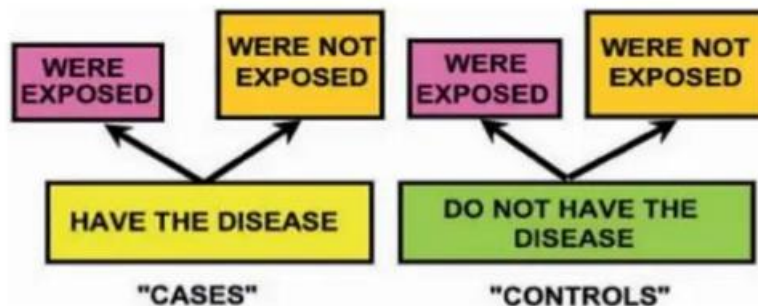 WERE
EXPOSED
WERE NOT
EXPOSED
WERE
EXPOSED
WERE NOT
EXPOSED
HAVE THE DISEASE
DO NOT HAVE THE
DISEASE
"CASES"
"CONTROLS"